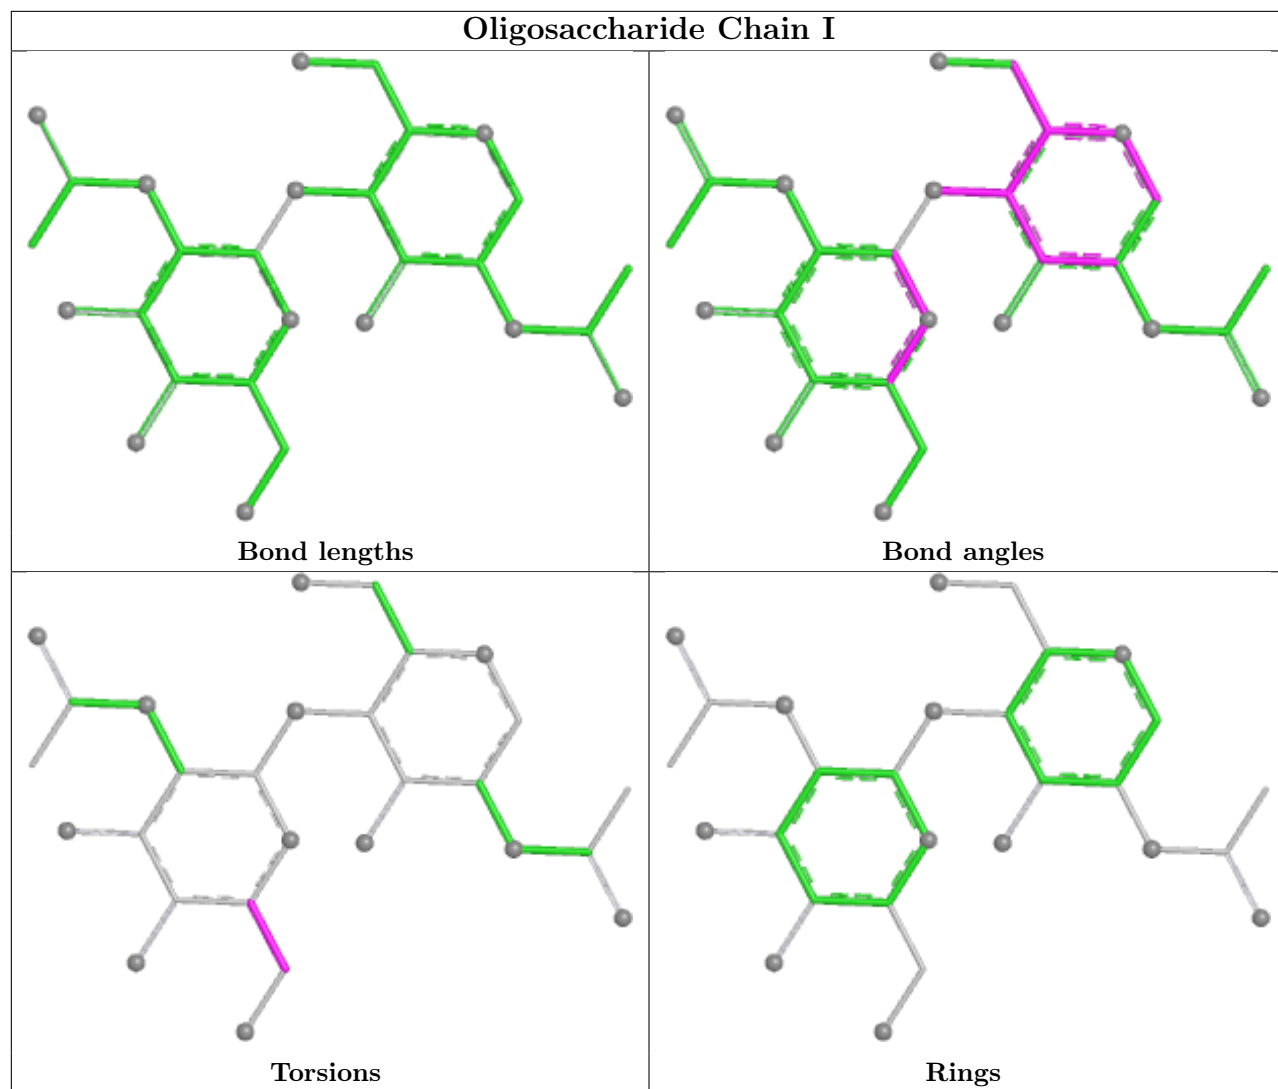 Oligosaccharide Chain I
Bond lengths
Bond angles
Torsions
Rings